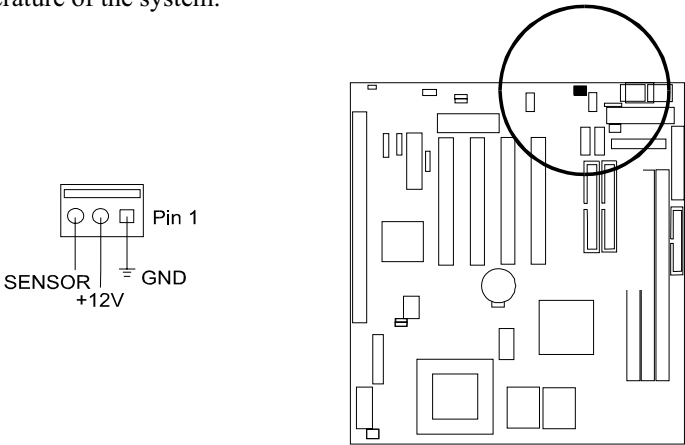 erature of the system.
Pin 1
SENSOR
GND
+12V